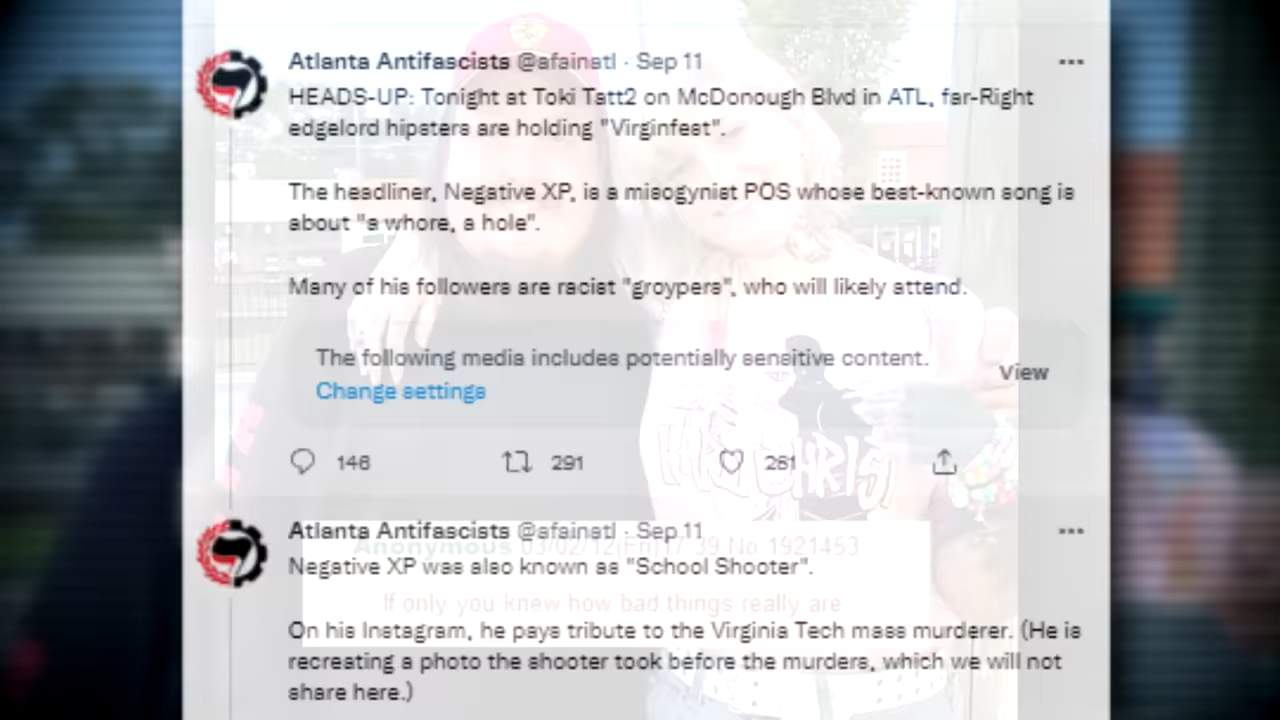 Atlanta Antifascists @afainatl · Sep 11
HEADS-UP: Tonight at Toki Tatt2 on McDonough Blvd in ATL, far-Right
edgelord hipsters are holding "Virginfest".
The headliner, Negative XP, is a misogynist POS whose best-known song is
about "a whore, a hole".
Many of his followers are racist "groypers", who will likely attend.
The following media includes potentially sensitive content.
Change settings
View
146 291 261
Atlanta Antifascists @afainatl · Sep 11
Anonymous 03/02/12(Fri)17 39 No 1921453
Negative XP was also known as "School Shooter".
If only you knew how bad things really are
On his Instagram, he pays tribute to the Virginia Tech mass murderer. (He is
recreating a photo the shooter took before the murders, which we will not
share here.)